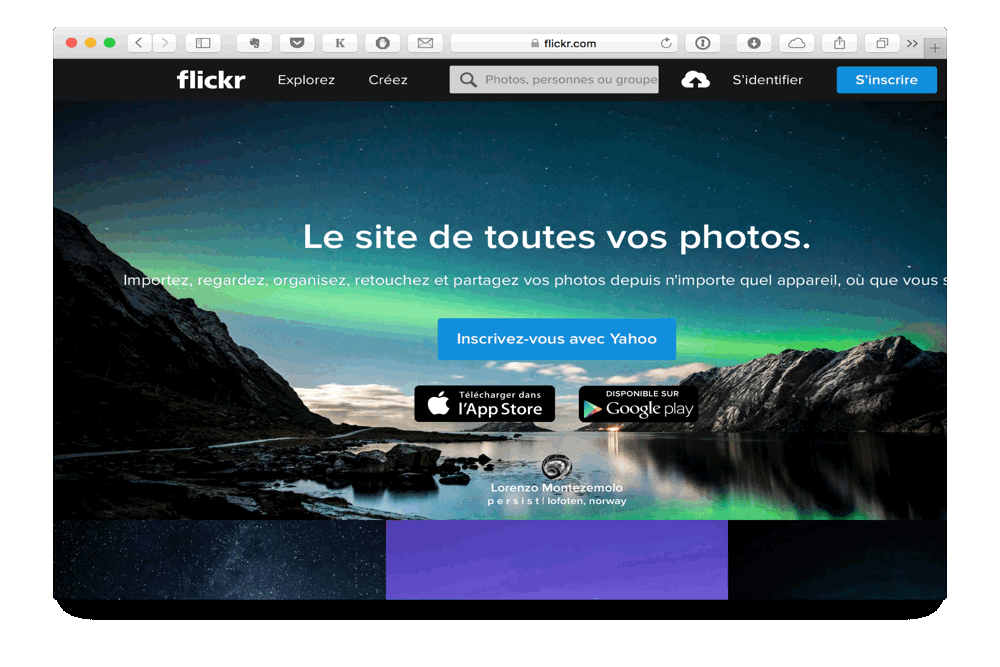 K
flickr.com
flickr
Explorez
Créez
Photos, personnes ou groupe
S'identifier
S'inscrire
Le site de toutes vos photos.
Importez, regardez, organisez, retouchez et partagez vos photos depuis n'importe quel appareil, où que vous s
Inscrivez-vous avec Yahoo
Télécharger dans
l'App Store
DISPONIBLE SUR
Google play
Lorenzo Montezemolo
p e r s i s t | lofoten, norway